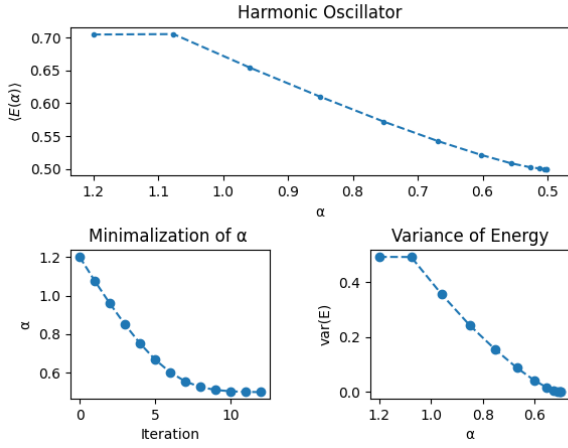 Harmonic Oscillator
⟨E(α)⟩
0.70
0.65
0.60
0.55
0.50
1.2 1.1 1.0 0.9 0.8 0.7 0.6 0.5
α
Minimalization of α
α
1.2
1.0
0.8
0.6
0 5 10
Iteration
Variance of Energy
var(E)
0.4
0.2
0.0
1.2 1.0 0.8 0.6
α